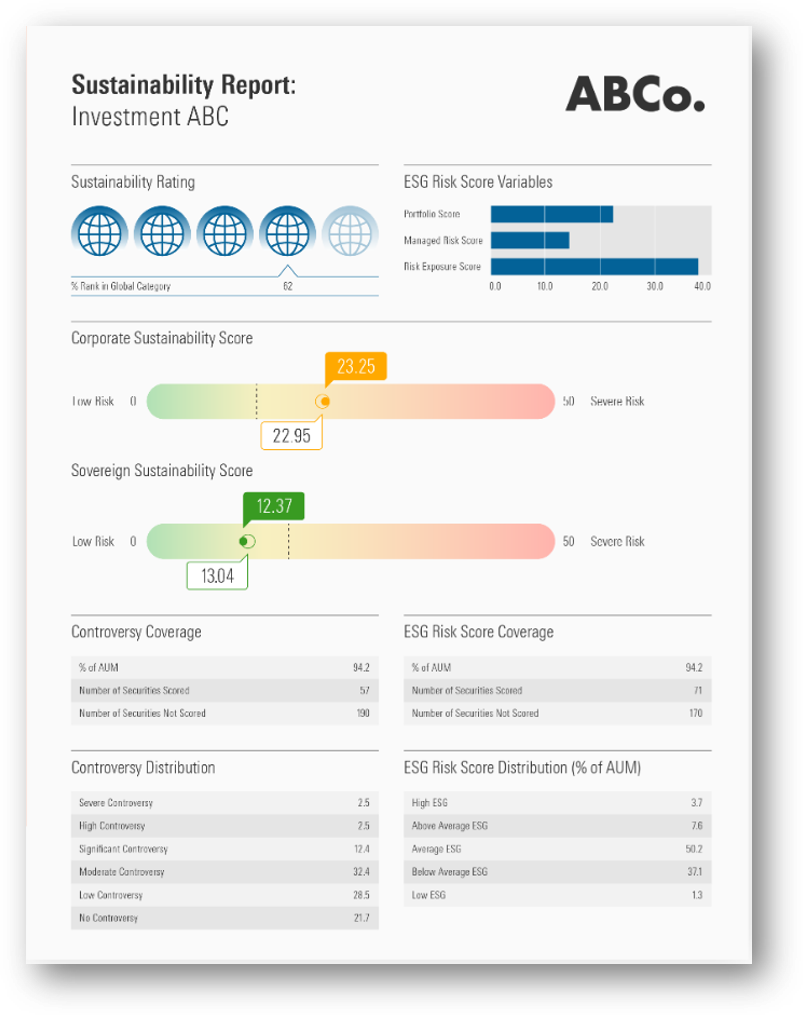 Sustainability Report:
Investment ABC
ABCo.
Sustainability Rating
% Rank in Global Category 62
ESG Risk Score Variables
Portfolio Score
Managed Risk Score
Risk Exposure Score
0.0 10.0 20.0 30.0 40.0
Corporate Sustainability Score
23.25
Low Risk 0 50 Severe Risk
22.95
Sovereign Sustainability Score
12.37
Low Risk 0 50 Severe Risk
13.04
Controversy Coverage
% of AUM 94.2
Number of Securities Scored 57
Number of Securities Not Scored 190
ESG Risk Score Coverage
% of AUM 94.2
Number of Securities Scored 71
Number of Securities Not Scored 170
Controversy Distribution
Severe Controversy 2.5
High Controversy 2.5
Significant Controversy 12.4
Moderate Controversy 32.4
Low Controversy 28.5
No Controversy 21.7
ESG Risk Score Distribution (% of AUM)
High ESG 3.7
Above Average ESG 7.6
Average ESG 50.2
Below Average ESG 37.1
Low ESG 1.3